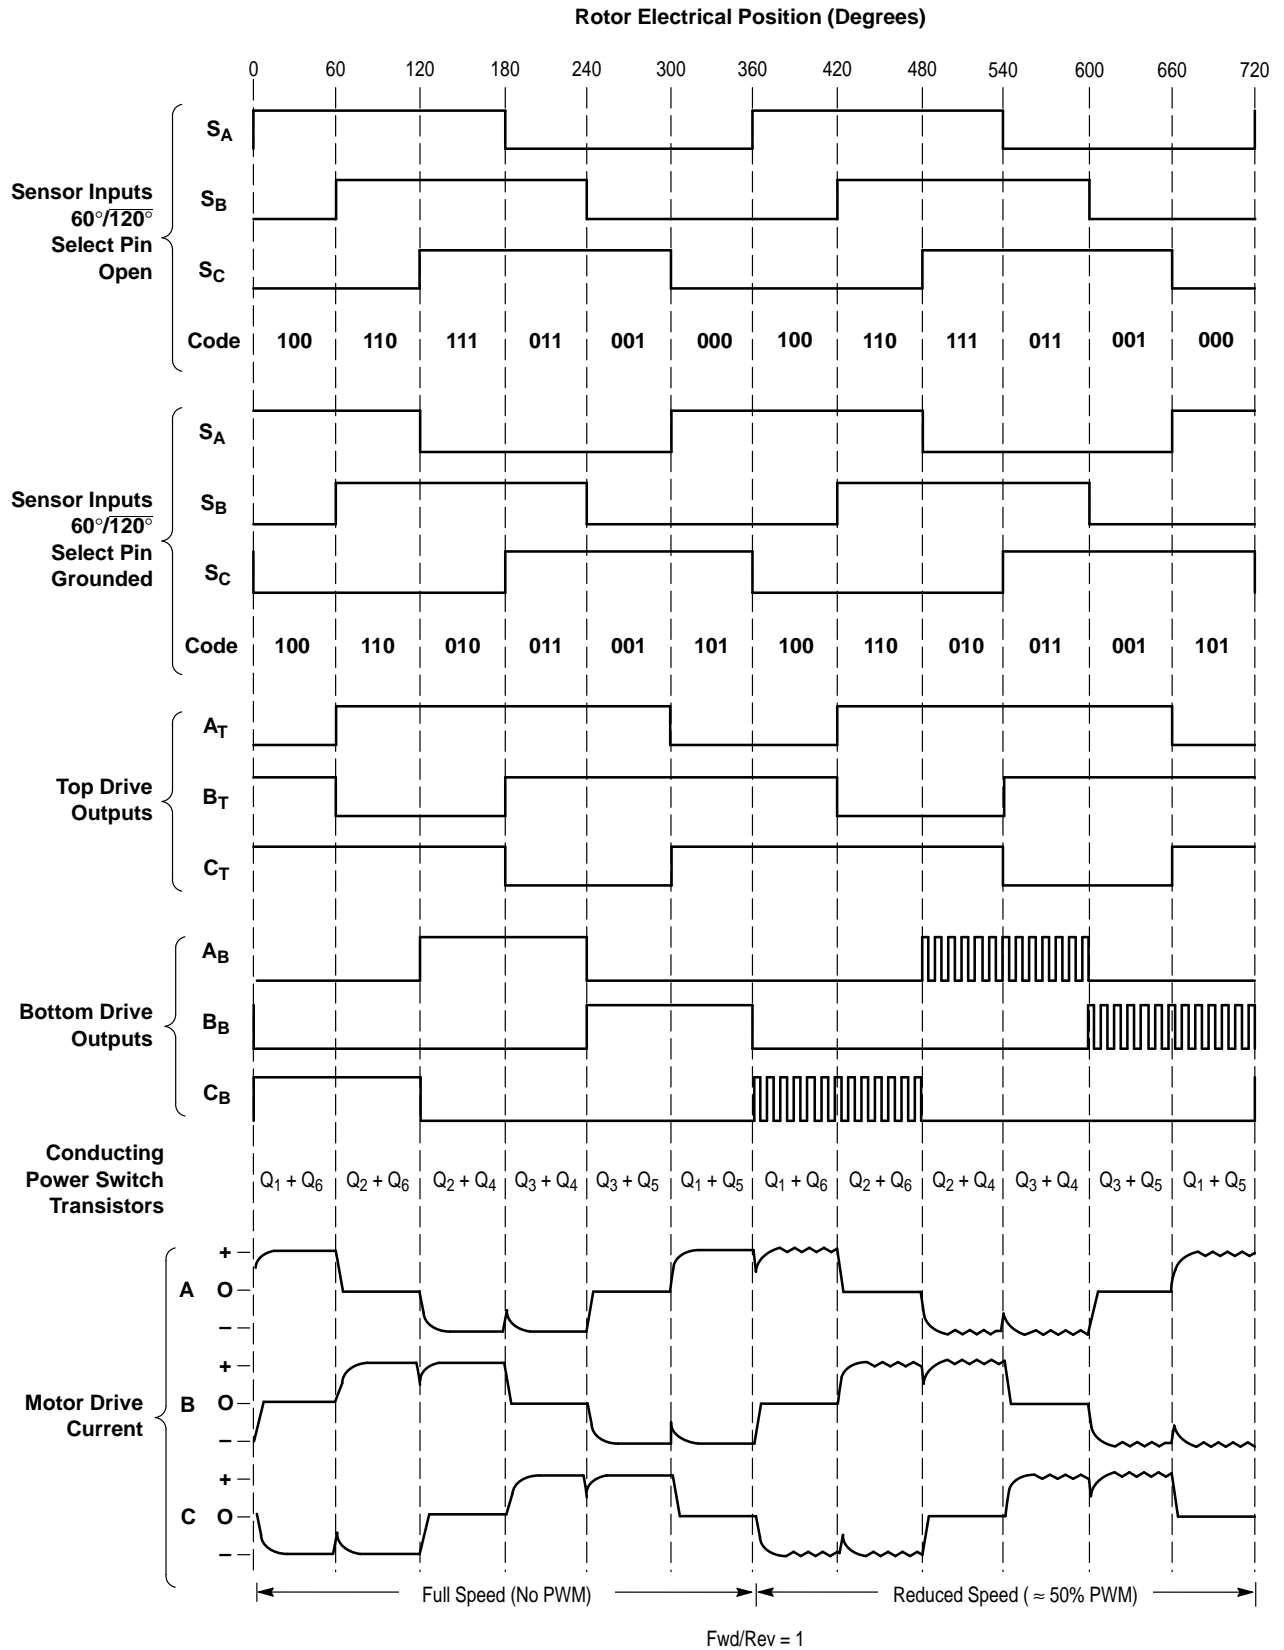 Rotor Electrical Position (Degrees)
0 60 120 180 240 300 360 420 480 540 600 660 720
Sensor Inputs
60°/120°
Select Pin
Open
SA
SB
SC
Code 100 110 111 011 001 000 100 110 111 011 001 000
Sensor Inputs
60°/120°
Select Pin
Grounded
SA
SB
SC
Code 100 110 010 011 001 101 100 110 010 011 001 101
Top Drive
Outputs
AT
BT
CT
Bottom Drive
Outputs
AB
BB
CB
Conducting
Power Switch
Transistors
Q1 + Q6 Q2 + Q6 Q2 + Q4 Q3 + Q4 Q3 + Q5 Q1 + Q5 Q1 + Q6 Q2 + Q6 Q2 + Q4 Q3 + Q4 Q3 + Q5 Q1 + Q5
Motor Drive
Current
+
A O
−
+
B O
−
+
C O
−
Full Speed (No PWM) Reduced Speed ( ≈ 50% PWM)
Fwd/Rev = 1